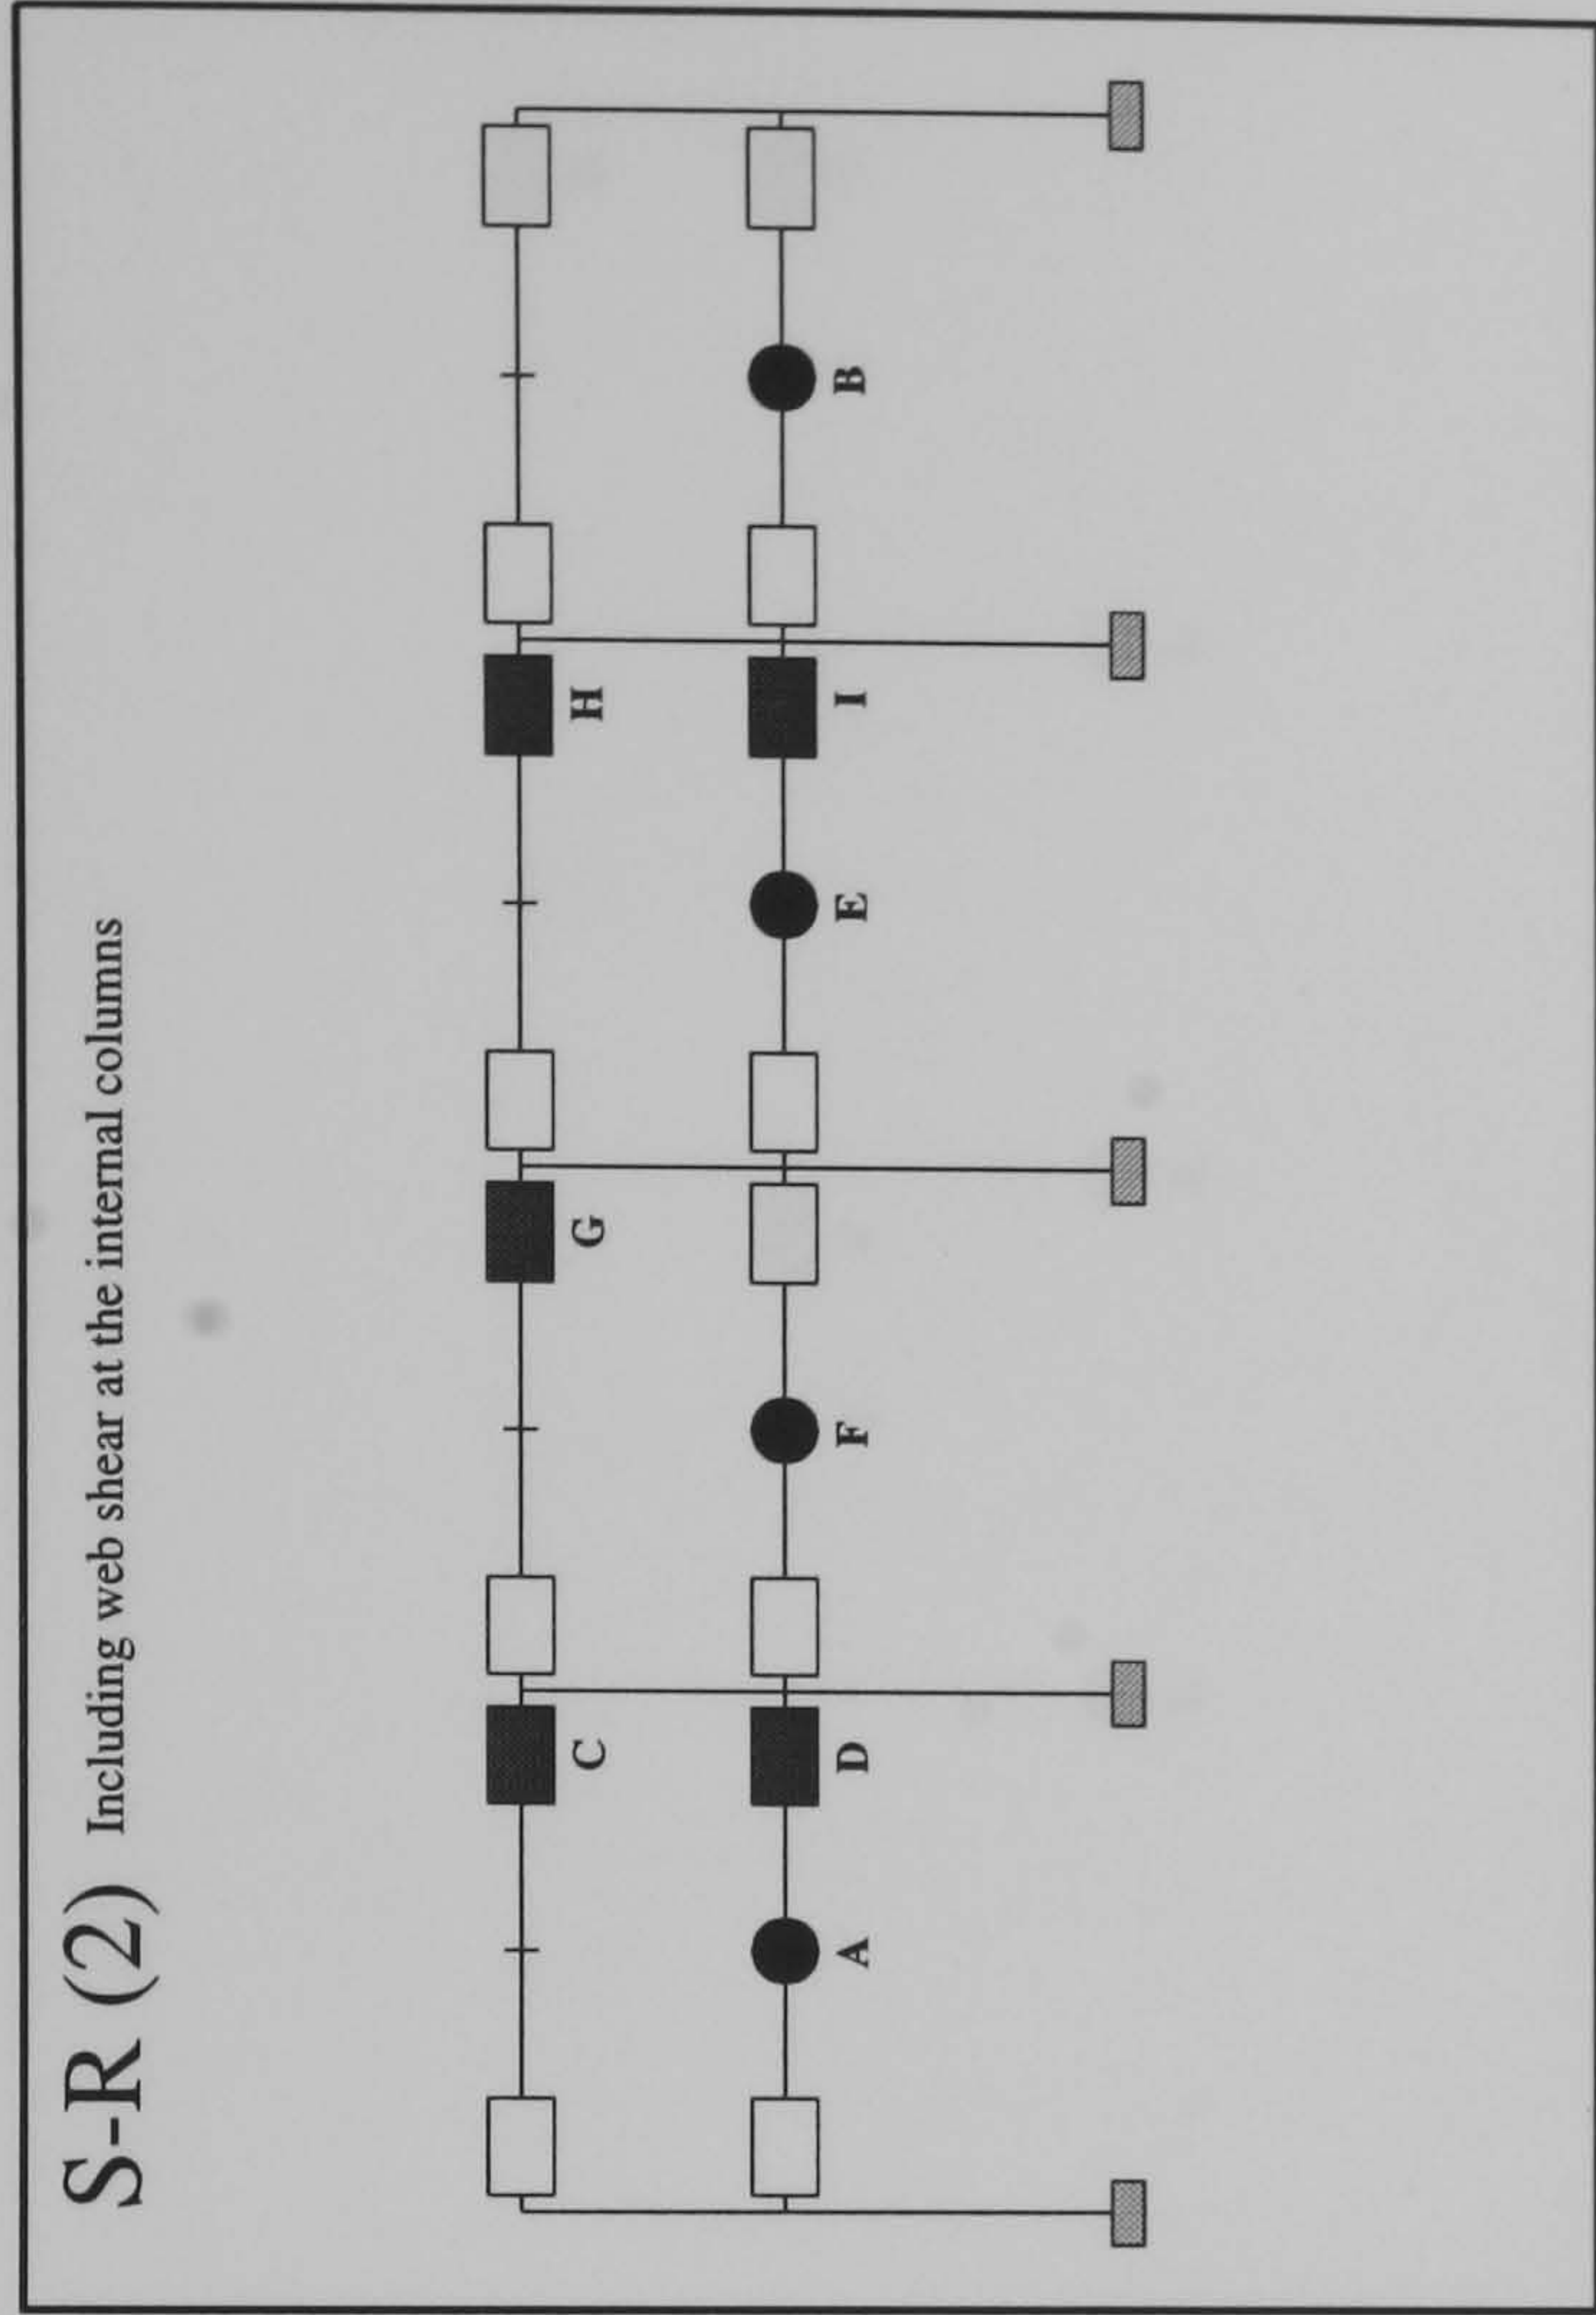 S-R (2) Including web shear at the internal columns
C G H
D I
A F E B